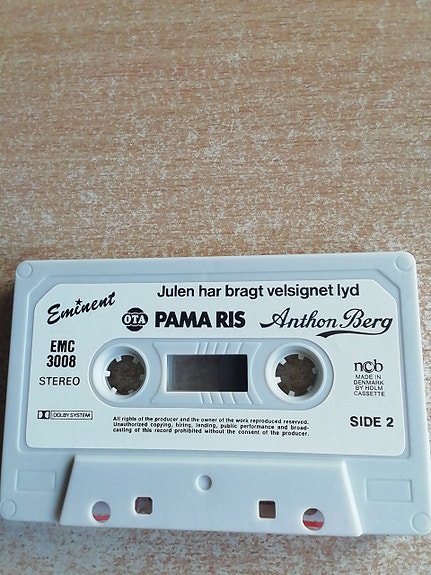 Eminent
Julen har bragt velsignet lyd
OTA PAMA RIS Anthon Berg
EMC
3008
STEREO
ncb
MADE IN
DENMARK
BY HOLM
CASSETTE
DOLBY SYSTEM
All rights of the producer and the owner of the work reproduced reserved.
Unauthorized copying, hiring, lending, public performance and broad-
casting of this record prohibited without the consent of the producer.
SIDE 2